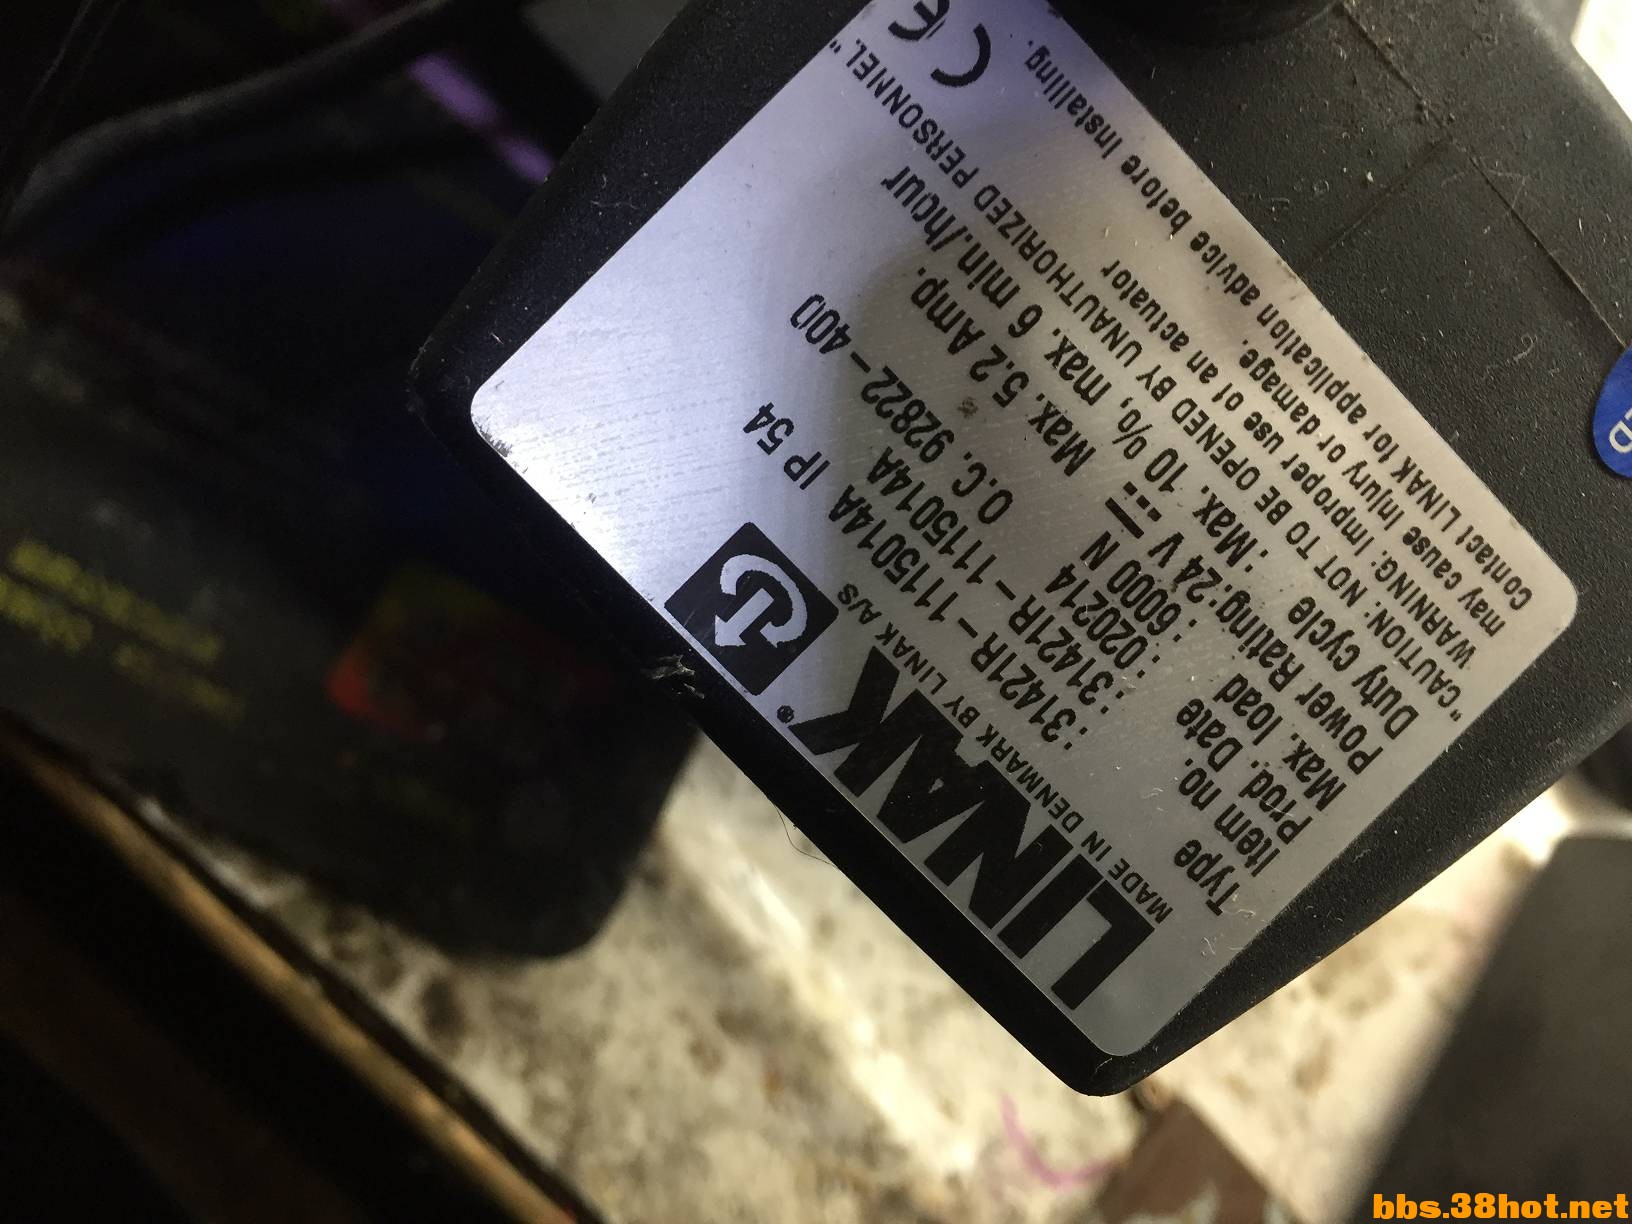 LINAK®
MADE IN DENMARK BY LINAK A/S
Type : 31421R-1115014A IP 54
Item no. : 31421R-1115014A
Prod. Date : 020214 O.C. 92822-400
Max. load : 6000 N
Power Rating: 24 V Max. 5.2 Amp.
Duty cycle : Max. 10 %, max. 6 min./hour
"CAUTION: NOT TO BE OPENED BY UNAUTHORIZED PERSONNEL"
WARNING: Improper use of an actuator
may cause injury or damage.
Contact LINAK for application advice before installing.
CE
bbs.38hot.net